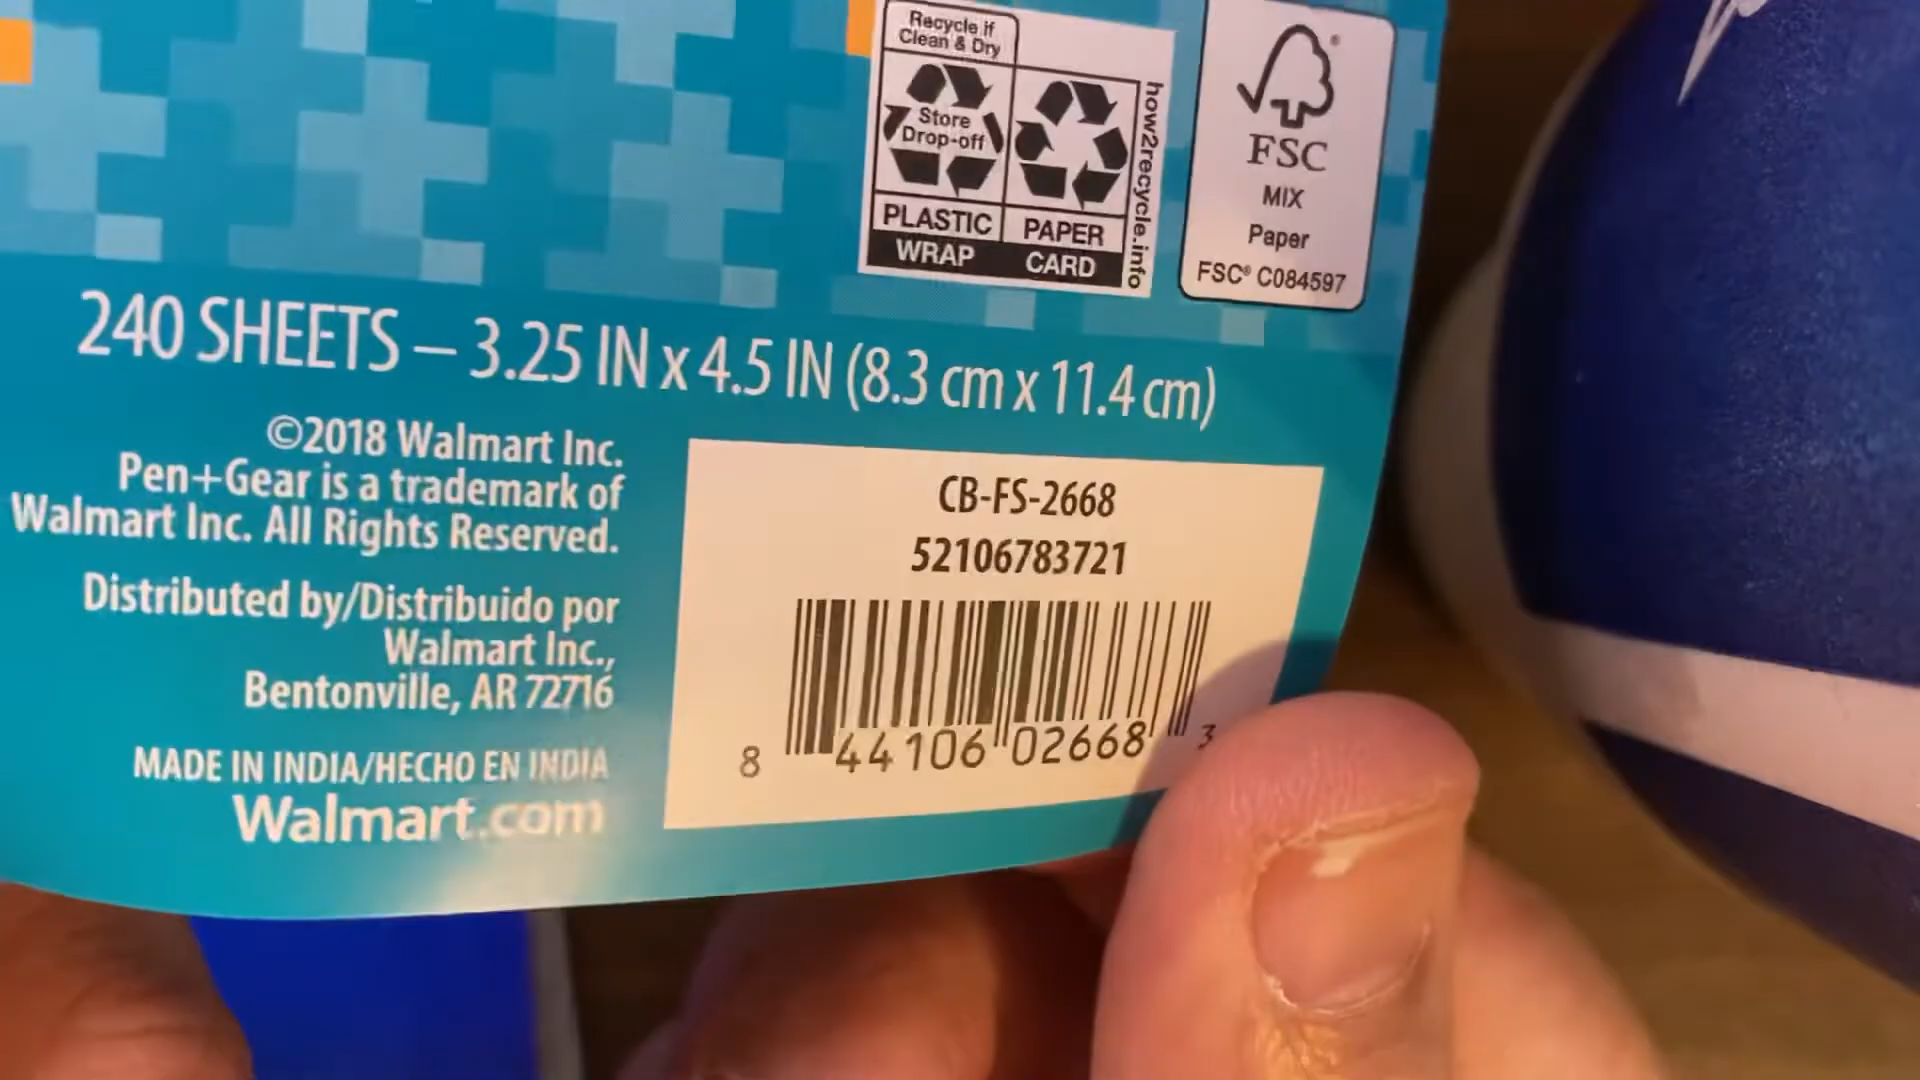 Recycle if
Clean & Dry
Store
Drop-off
PLASTIC
WRAP
PAPER
CARD
how2recycle.info
FSC®
MIX
Paper
FSC® C084597
240 SHEETS – 3.25 IN x 4.5 IN (8.3 cm x 11.4 cm)
©2018 Walmart Inc.
Pen+Gear is a trademark of
Walmart Inc. All Rights Reserved.
Distributed by/Distribuido por
Walmart Inc.,
Bentonville, AR 72716
MADE IN INDIA/HECHO EN INDIA
Walmart.com
CB-FS-2668
52106783721
8 44106 02668 3